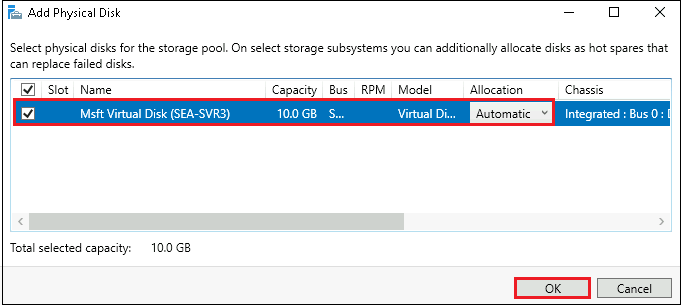 Add Physical Disk
Select physical disks for the storage pool. On select storage subsystems you can additionally allocate disks as hot spares that
can replace failed disks.
Slot Name Capacity Bus RPM Model Allocation Chassis
Msft Virtual Disk (SEA-SVR3) 10.0 GB S... Virtual Di... Automatic Integrated : Bus 0 :
Total selected capacity: 10.0 GB
OK Cancel